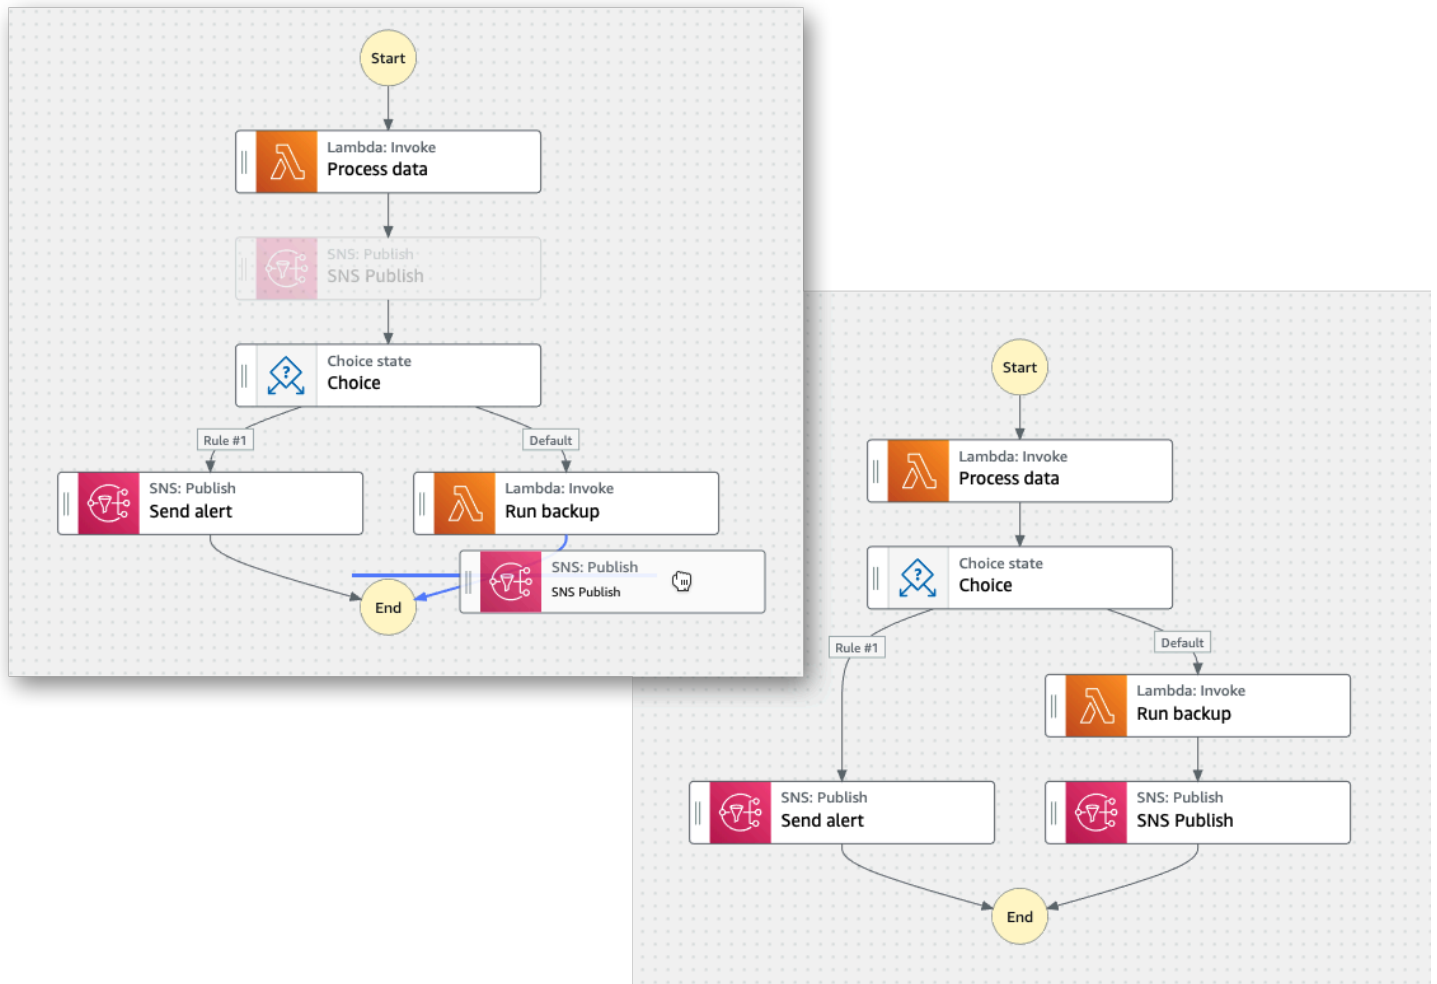 Start
Lambda: Invoke
Process data
SNS: Publish
SNS Publish
Choice state
Choice
Rule #1
Default
SNS: Publish
Send alert
Lambda: Invoke
Run backup
SNS: Publish
SNS Publish
End
Start
Lambda: Invoke
Process data
Choice state
Choice
Rule #1
Default
Lambda: Invoke
Run backup
SNS: Publish
Send alert
SNS: Publish
SNS Publish
End